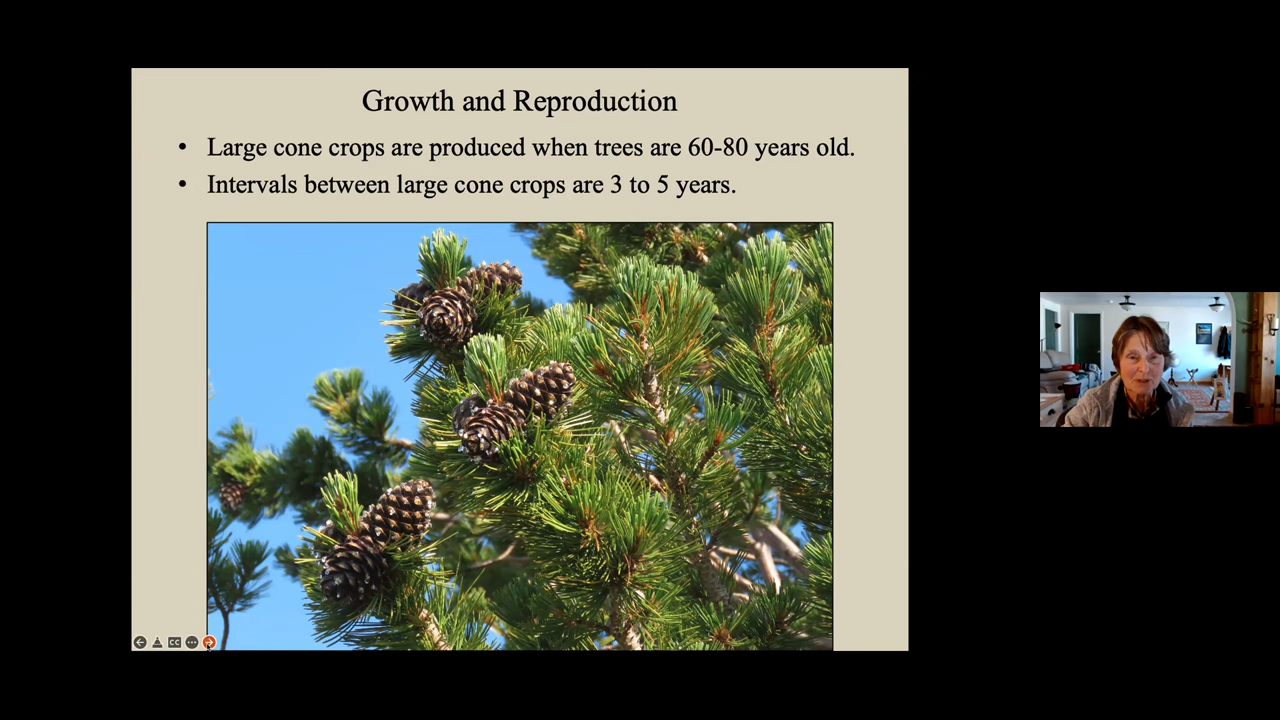 Growth and Reproduction
• Large cone crops are produced when trees are 60-80 years old.
• Intervals between large cone crops are 3 to 5 years.
CC